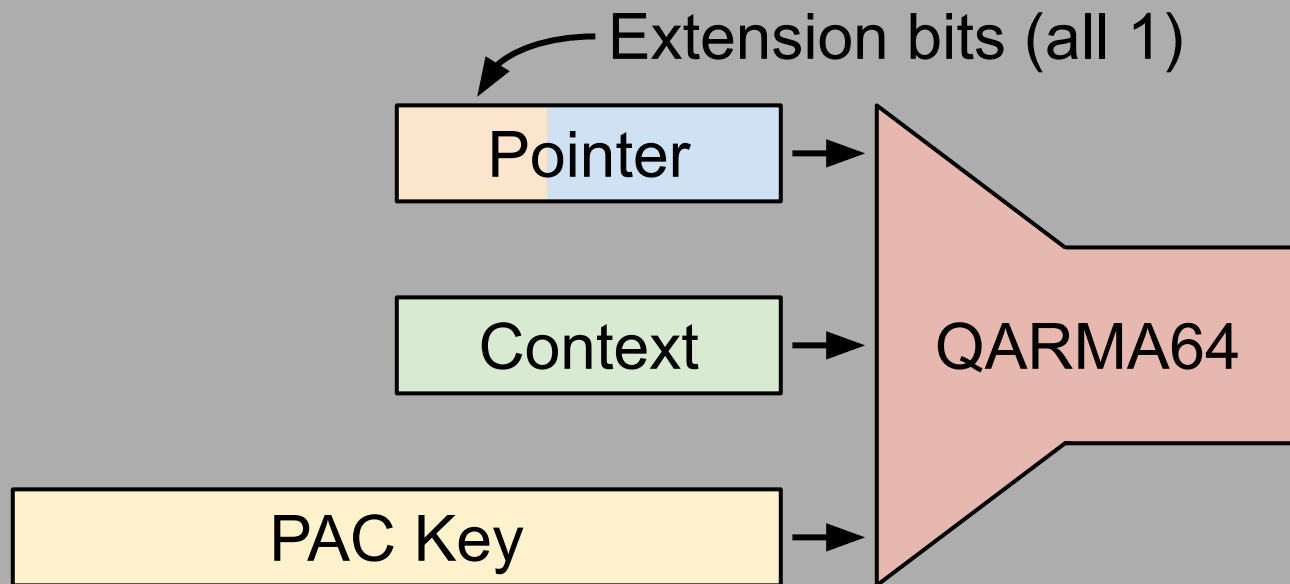 Extension bits (all 1)
Pointer
Context
QARMA64
PAC Key